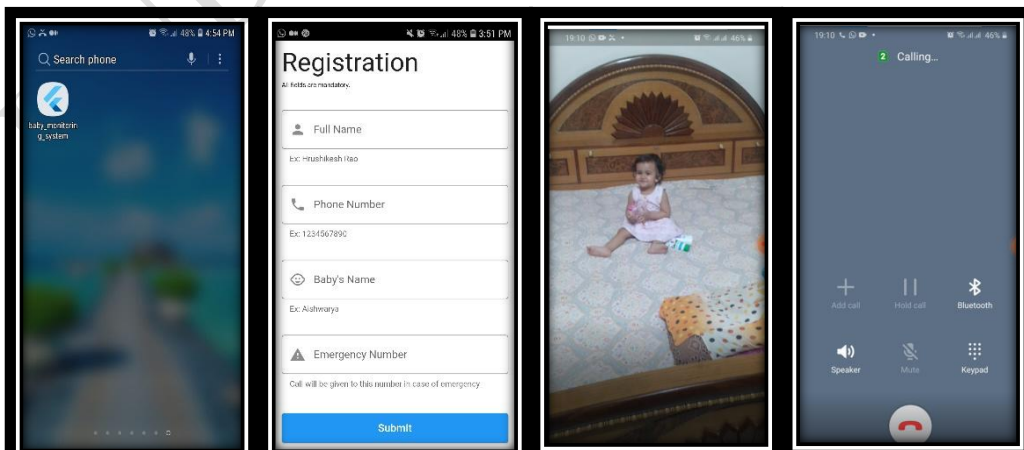 48% 4:54 PM
Search phone
baby_monitorin
g_system
48% 3:51 PM
Registration
All fields are mandatory.
Full Name
Ex: Hrushikesh Rao
Phone Number
Ex: 1234567890
Baby's Name
Ex: Aishwarya
Emergency Number
Call will be given to this number in case of emergency
Submit
19:10 46%
19:10 46%
2 Calling...
Add call Hold call Bluetooth
Speaker Mute Keypad